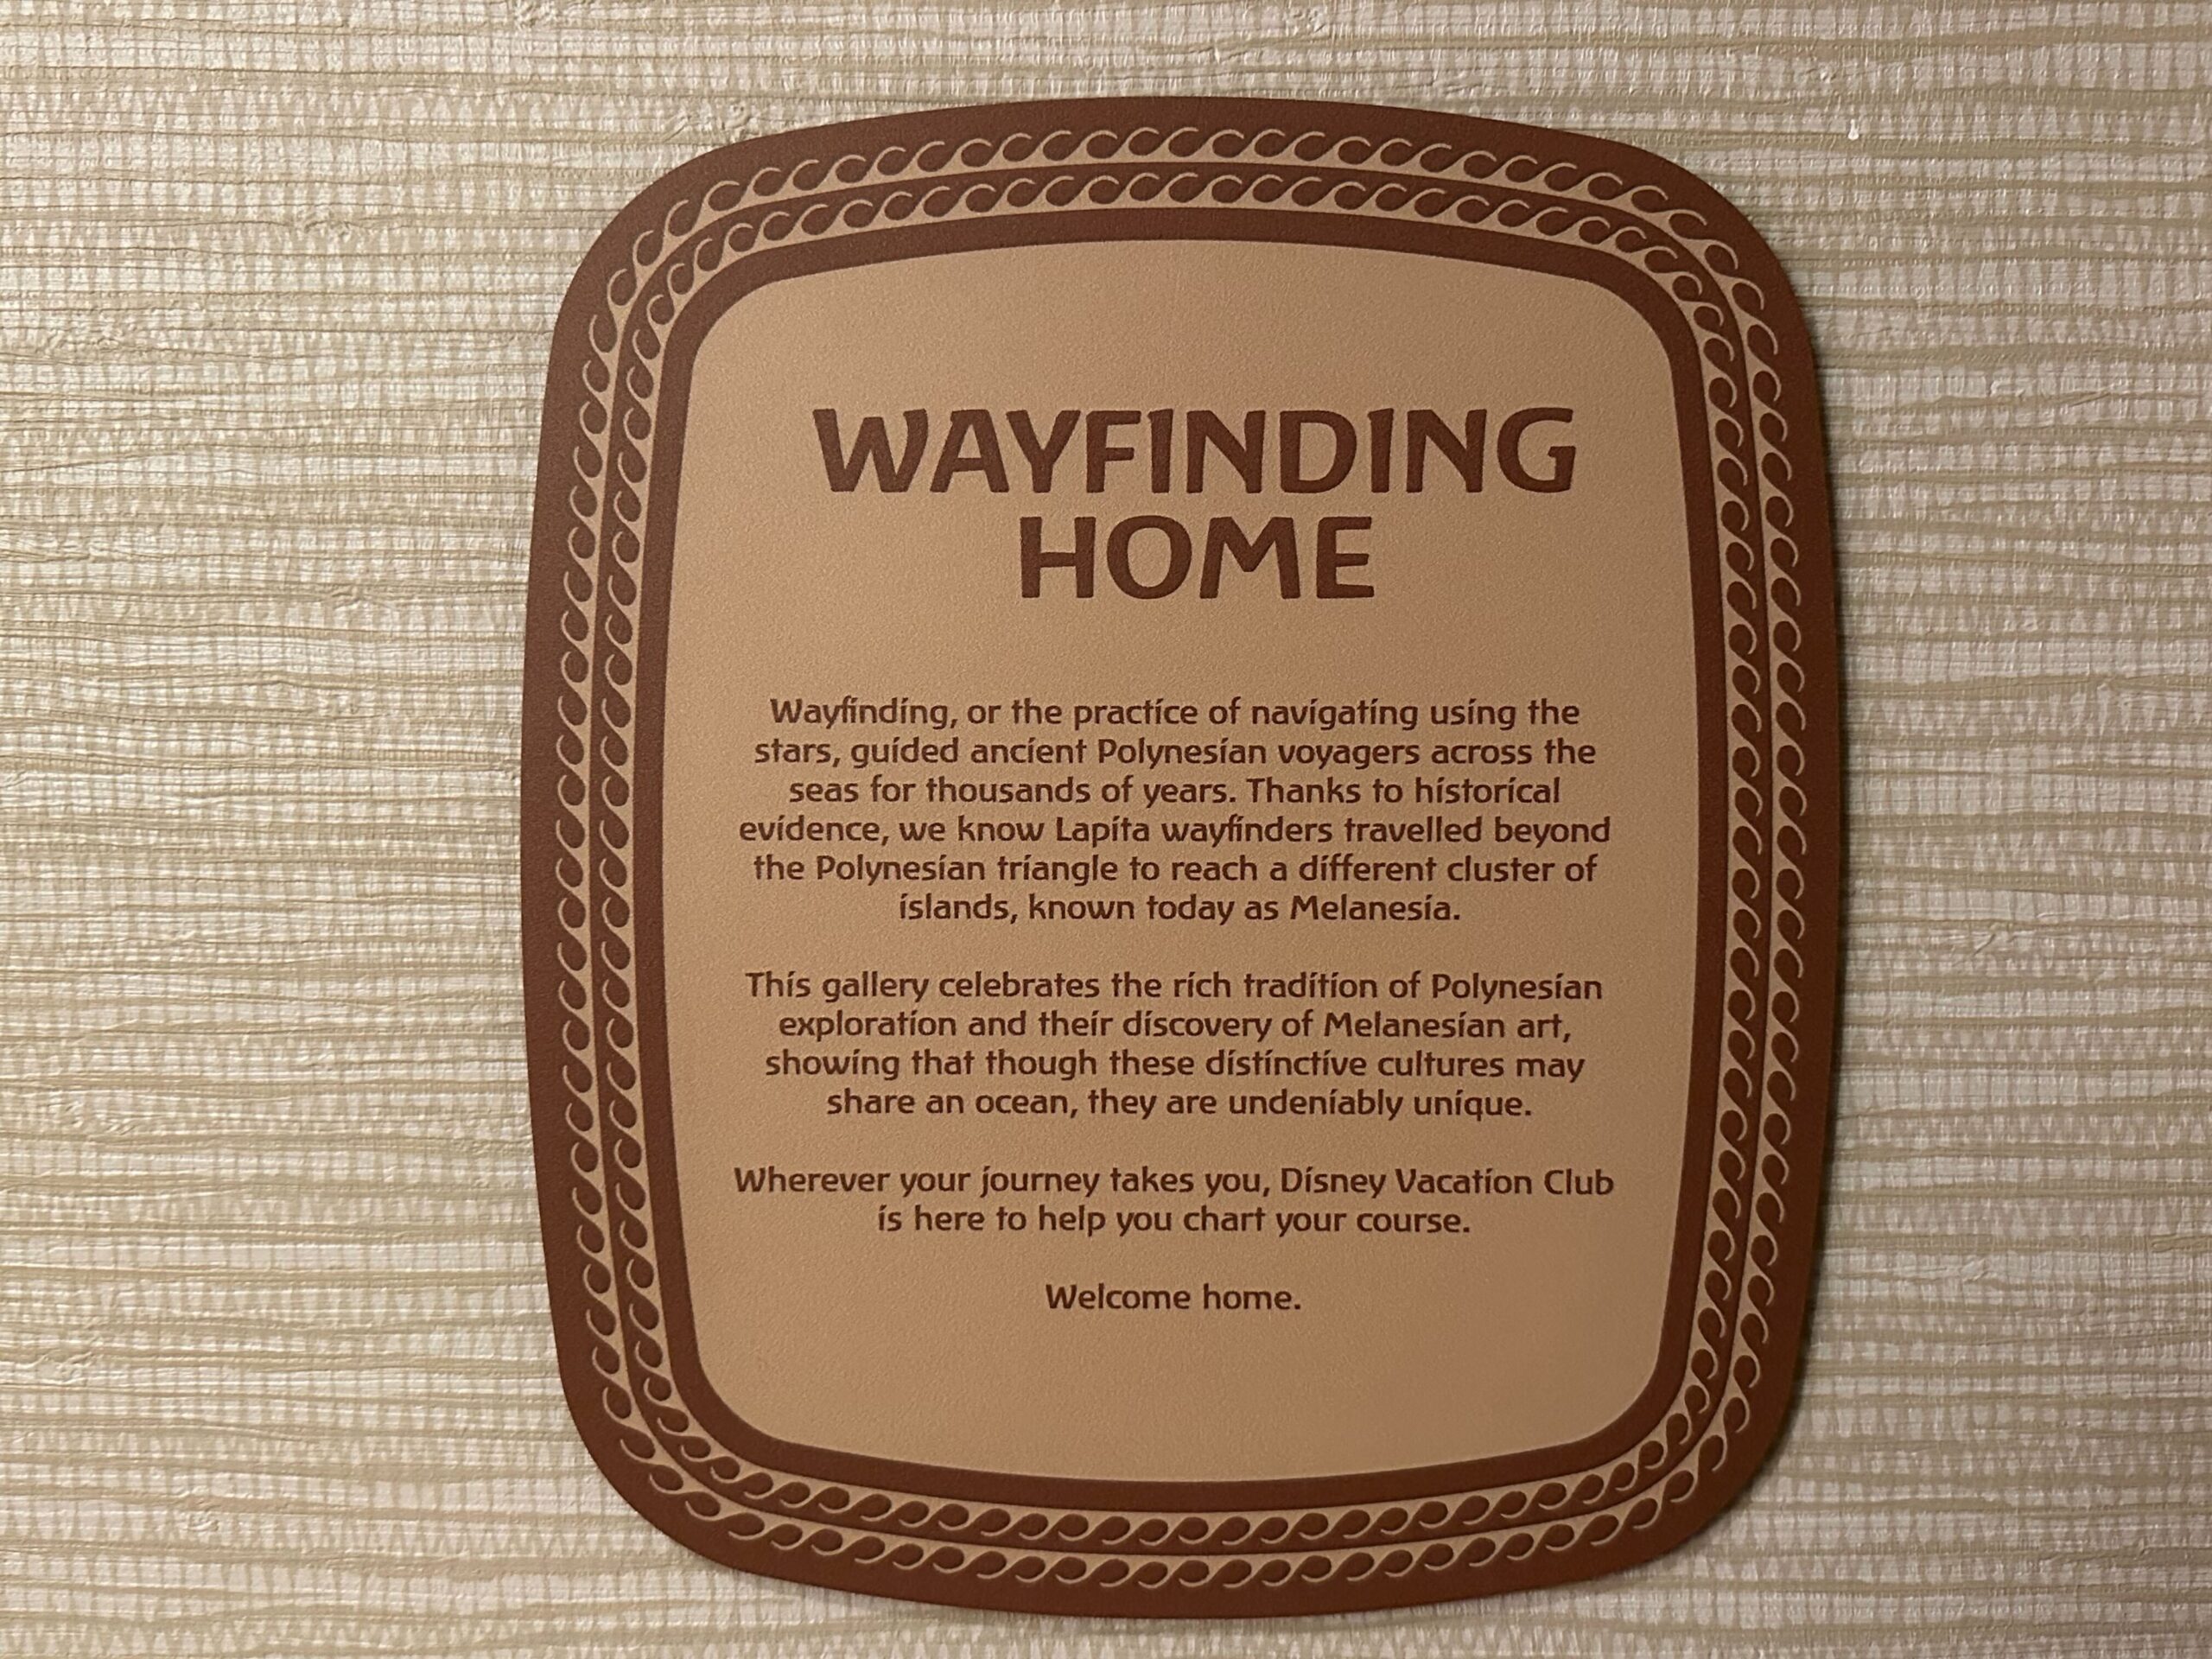 WAYFINDING
HOME
Wayfinding, or the practice of navigating using the
stars, guided ancient Polynesian voyagers across the
seas for thousands of years. Thanks to historical
evidence, we know Lapita wayfinders travelled beyond
the Polynesian triangle to reach a different cluster of
islands, known today as Melanesia.
This gallery celebrates the rich tradition of Polynesian
exploration and their discovery of Melanesian art,
showing that though these distinctive cultures may
share an ocean, they are undeniably unique.
Wherever your journey takes you, Disney Vacation Club
is here to help you chart your course.
Welcome home.